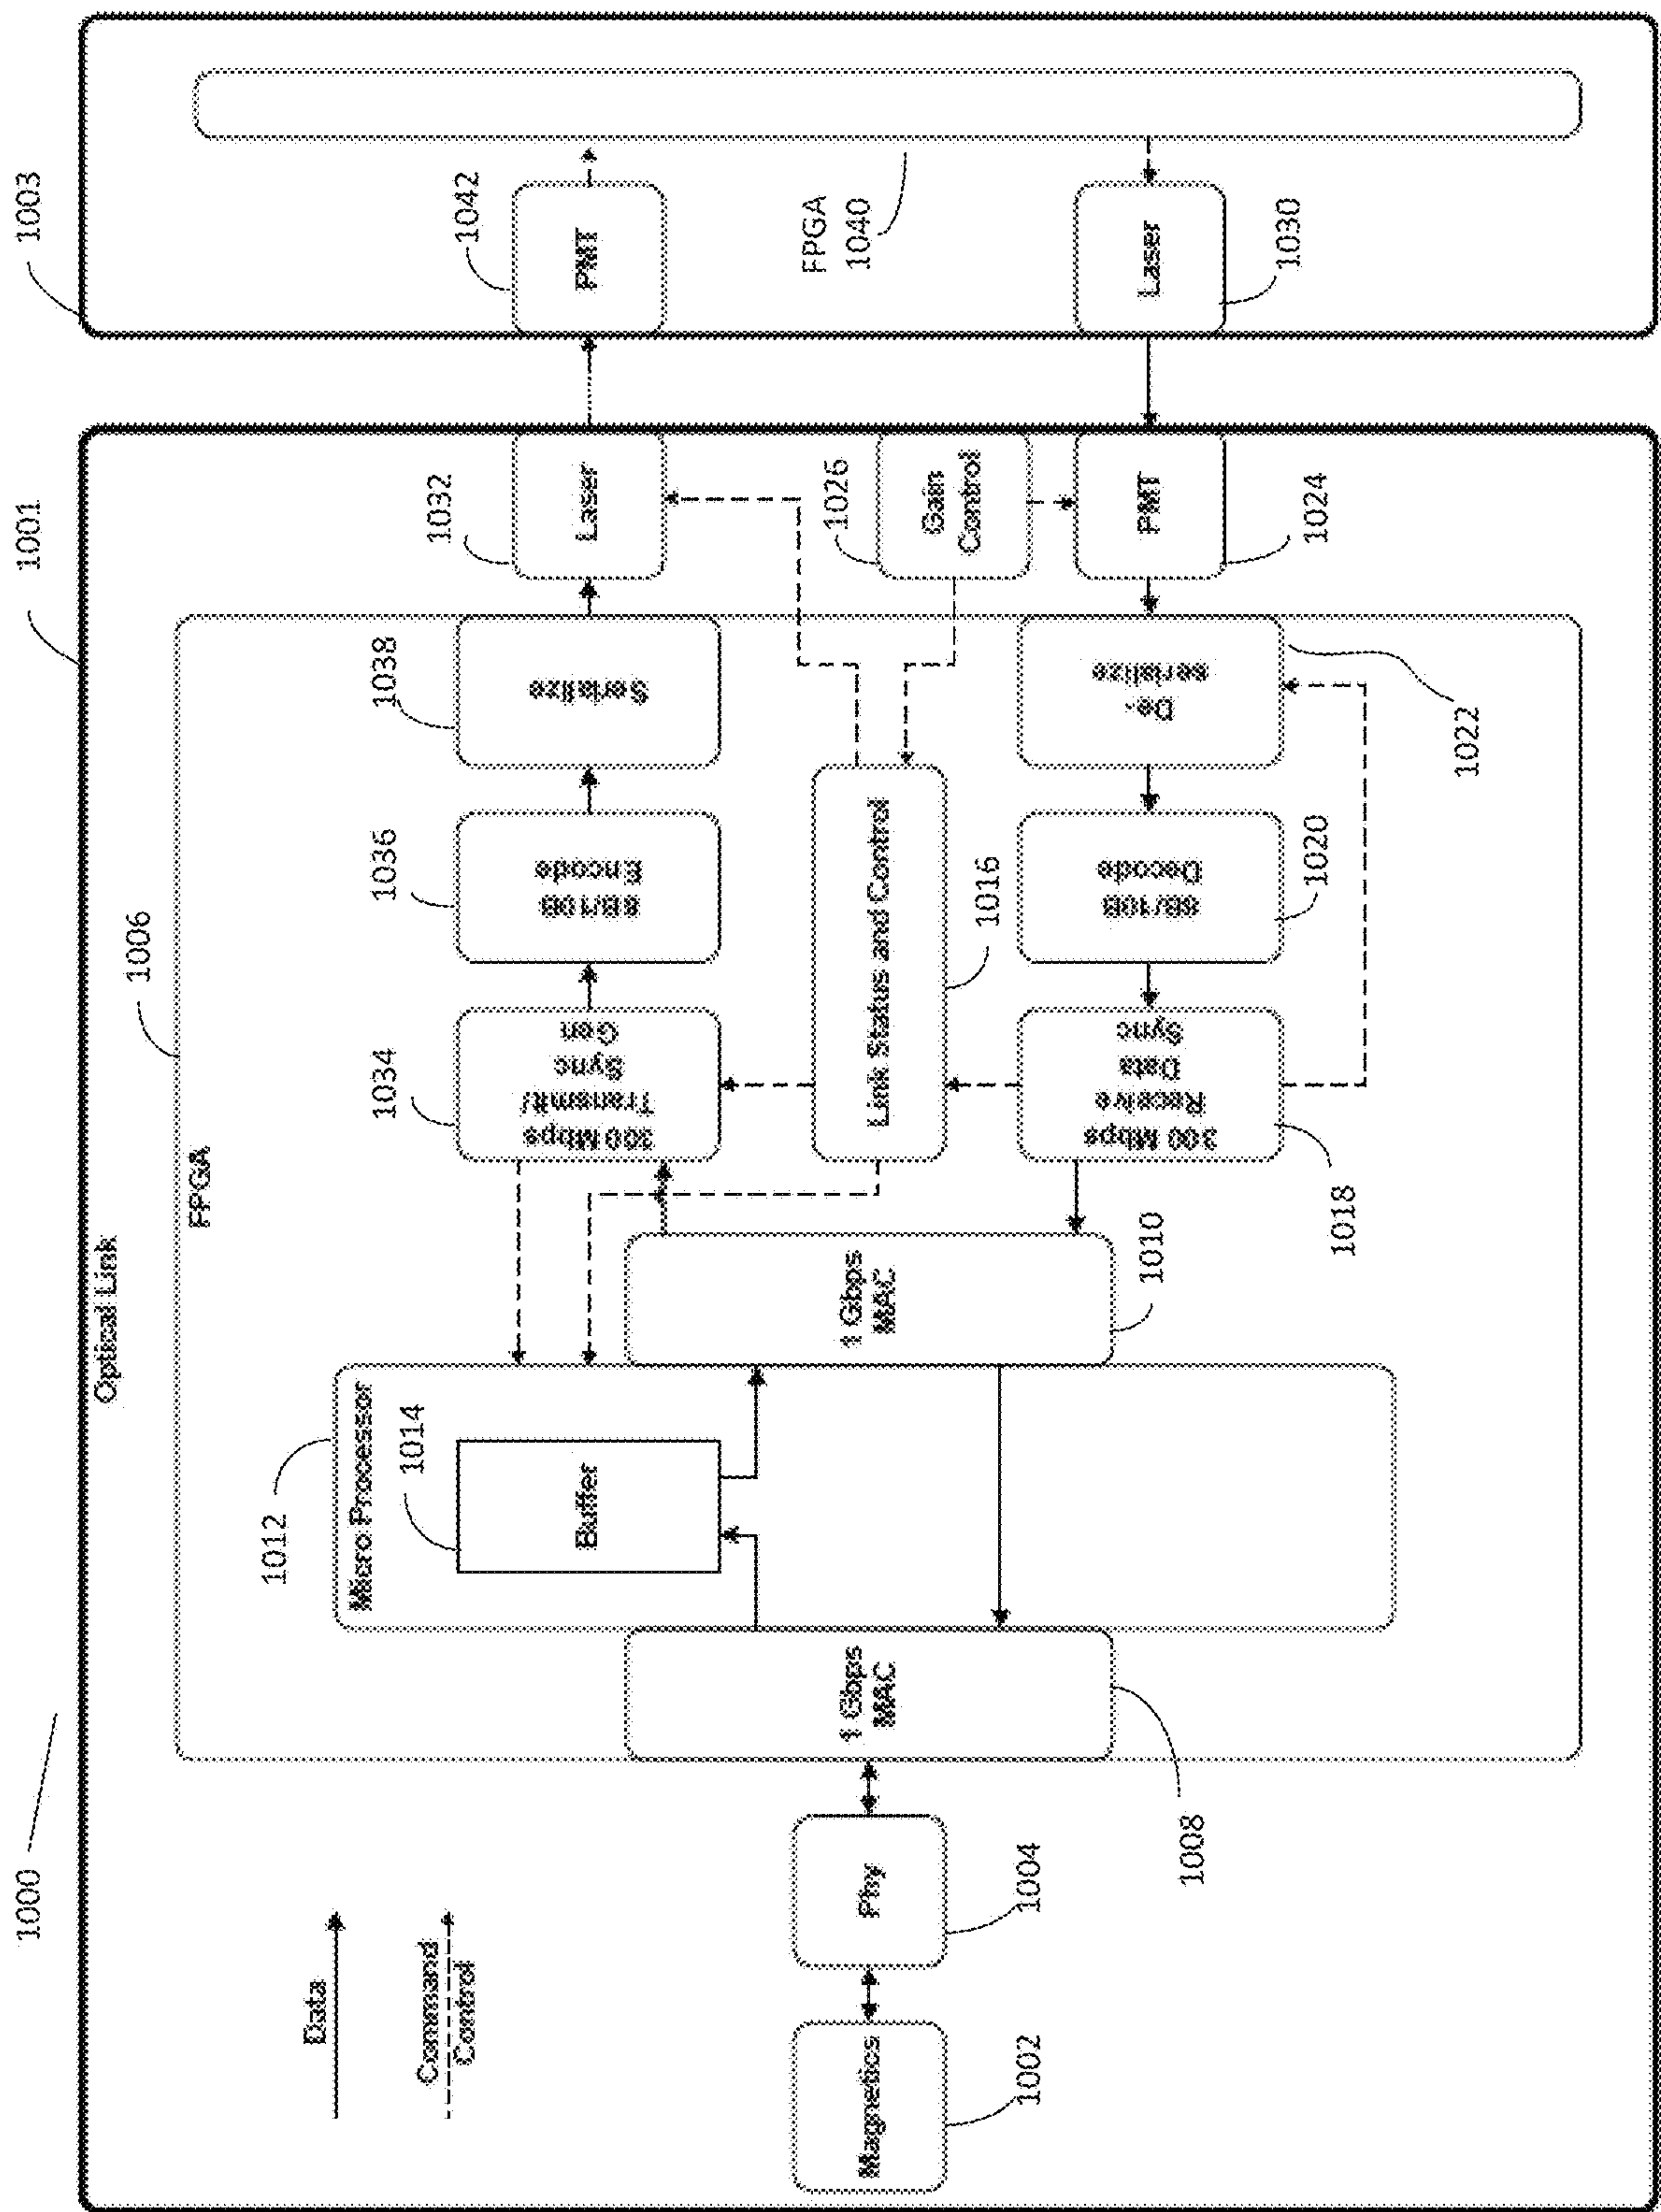 1000
1001
1003
Optical Link
Data
Command
Control
1006
FPGA
1012
Micro Processor
1014
Buffer
1034
300 Mbps
Transmit/
Sync
Gen
1036
8B/10B
Encode
1038
Serialize
1032
Laser
1042
PMT
Magnetics
1002
Phy
1004
1 Gbps
MAC
1008
1 Gbps
MAC
1010
Link Status and Control
1016
1026
Gain
Control
FPGA
1040
300 Mbps
Receive
Data
Sync
1018
8B/10B
Decode
1020
De-
serialize
1022
PMT
1024
Laser
1030